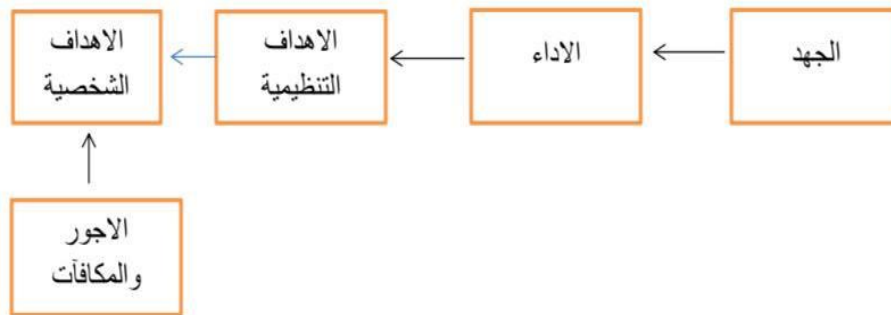 الجهد
الاداء
الاهداف
التنظيمية
الاهداف
الشخصية
الاجور
والمكافآت